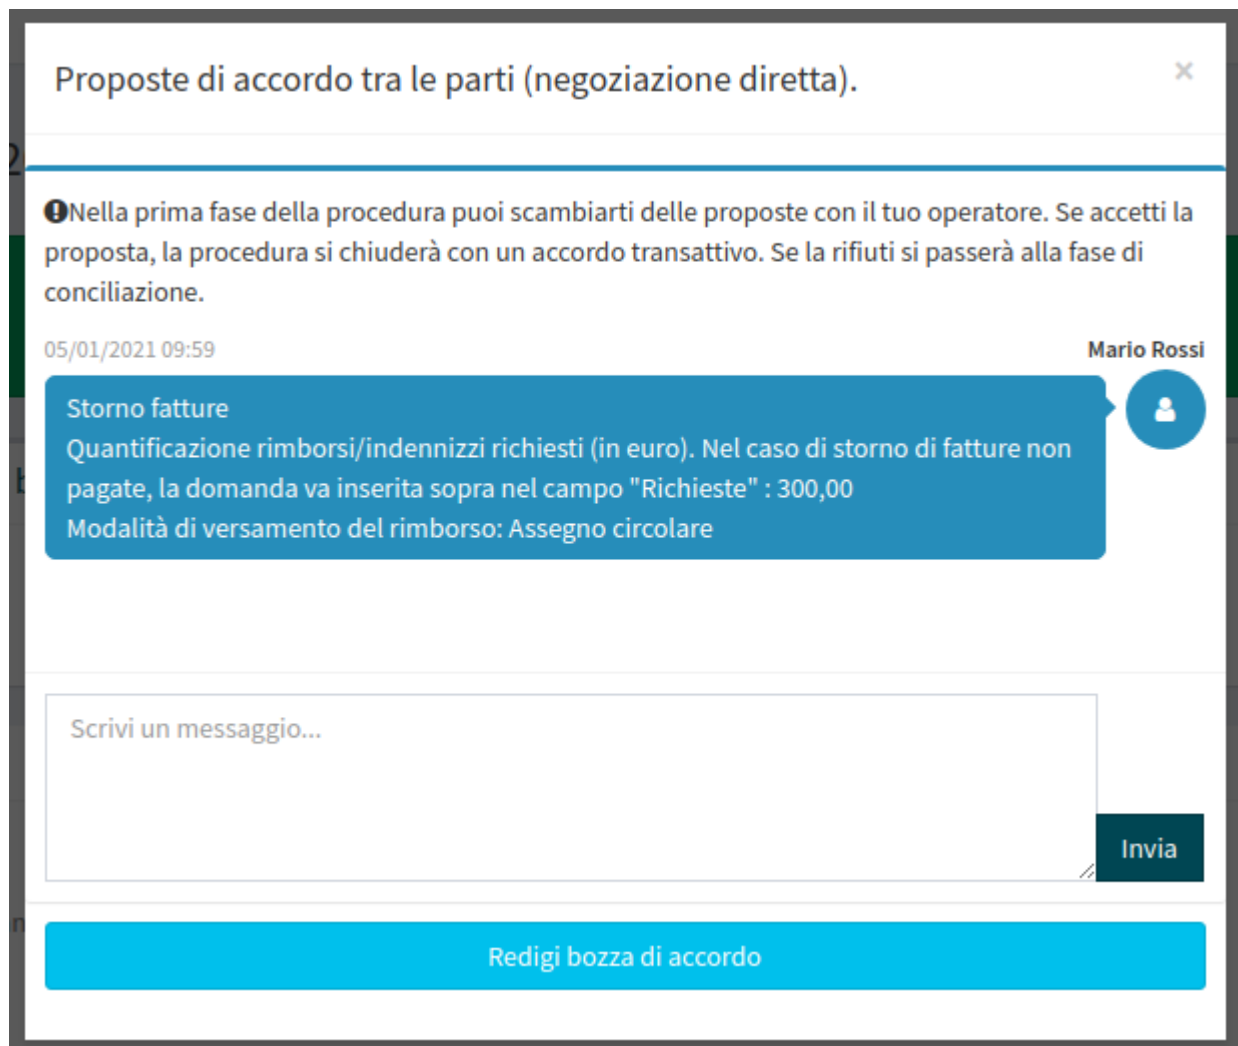 Proposte di accordo tra le parti (negoziazione diretta).
×
Nella prima fase della procedura puoi scambiarti delle proposte con il tuo operatore. Se accetti la
proposta, la procedura si chiuderà con un accordo transattivo. Se la rifiuti si passerà alla fase di
conciliazione.
05/01/2021 09:59
Mario Rossi
Storno fatture
Quantificazione rimborsi/indennizzi richiesti (in euro). Nel caso di storno di fatture non
pagate, la domanda va inserita sopra nel campo "Richieste" : 300,00
Modalità di versamento del rimborso: Assegno circolare
Scrivi un messaggio...
Invia
Redigi bozza di accordo